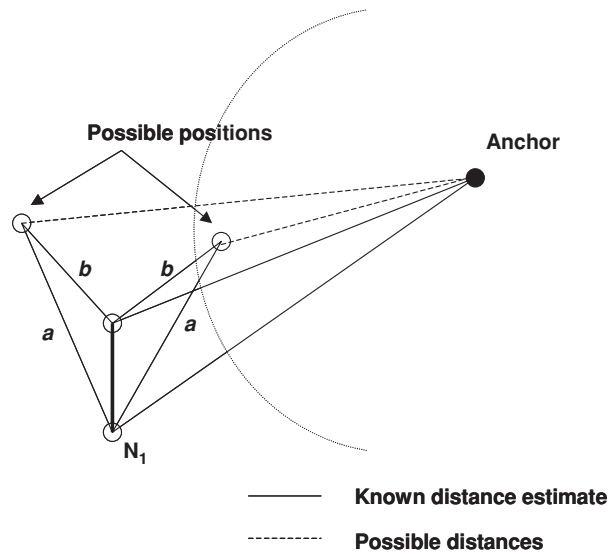 Possible positions
Anchor
b
b
a
a
N₁
Known distance estimate
Possible distances